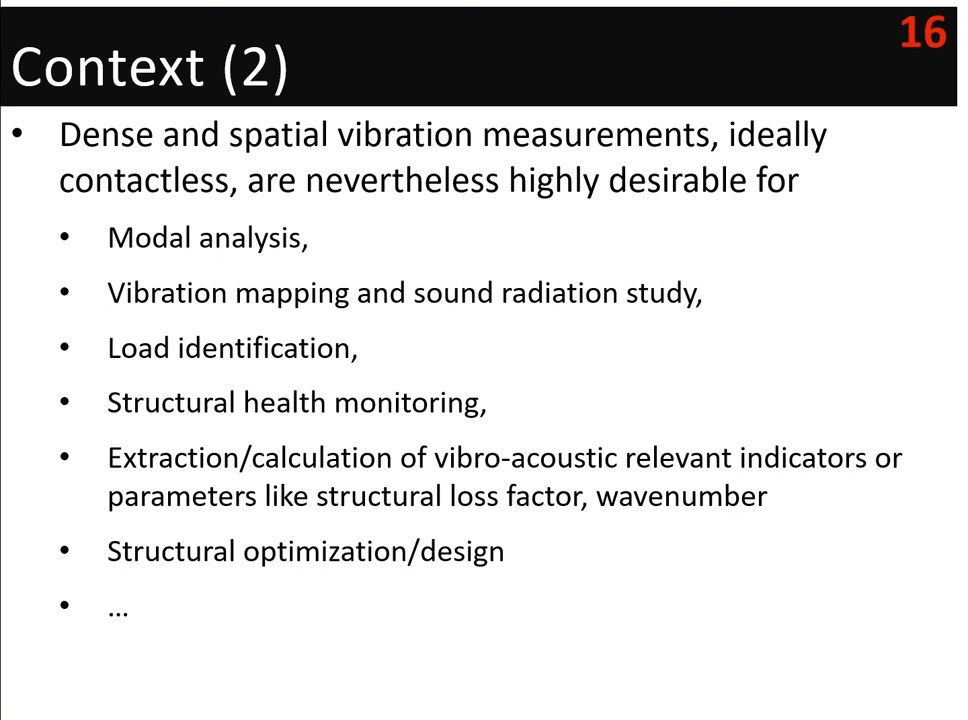 16
Context (2)
• Dense and spatial vibration measurements, ideally
contactless, are nevertheless highly desirable for
• Modal analysis,
• Vibration mapping and sound radiation study,
• Load identification,
• Structural health monitoring,
• Extraction/calculation of vibro-acoustic relevant indicators or
parameters like structural loss factor, wavenumber
• Structural optimization/design
• …